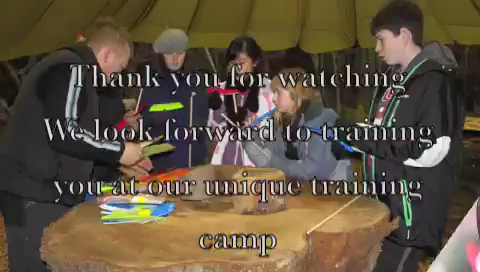 Thank you for watching
We look forward to training
you at our unique training
camp